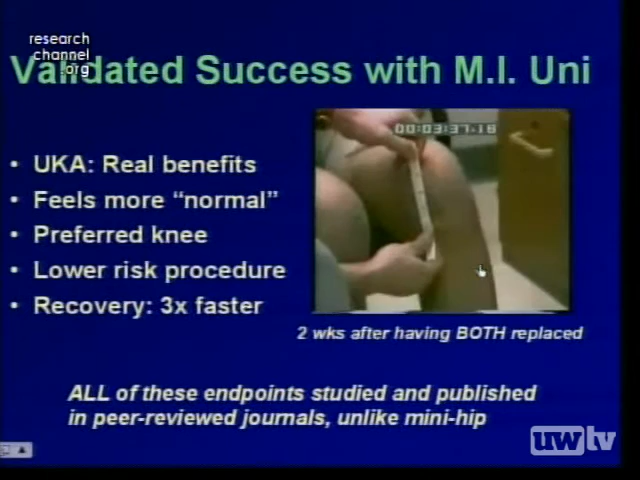 research
channel
.org
Validated Success with M.I. Uni
00:03:37:18
• UKA: Real benefits
• Feels more “normal”
• Preferred knee
• Lower risk procedure
• Recovery: 3x faster
2 wks after having BOTH replaced
ALL of these endpoints studied and published
in peer-reviewed journals, unlike mini-hip
uwtv